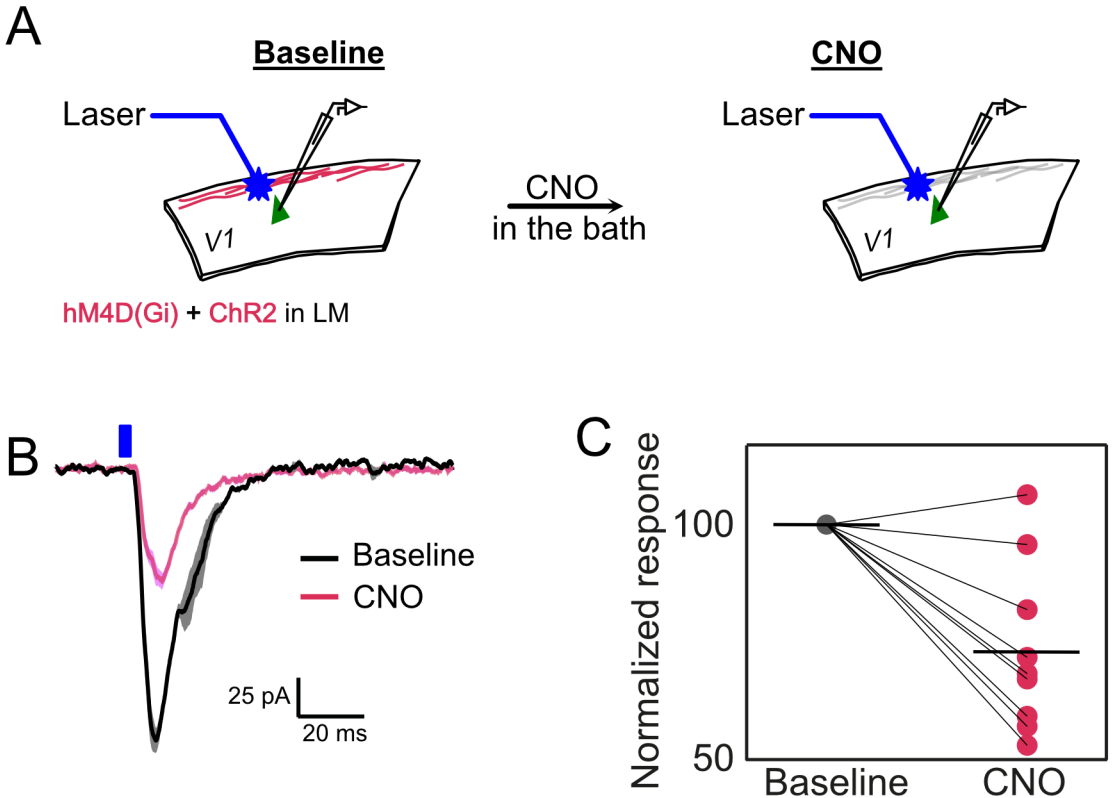 A
Baseline
CNO
Laser
Laser
CNO
in the bath
V1
V1
hM4D(Gi) + ChR2 in LM
B
Baseline
CNO
25 pA
20 ms
C
Normalized response
100
50
Baseline
CNO